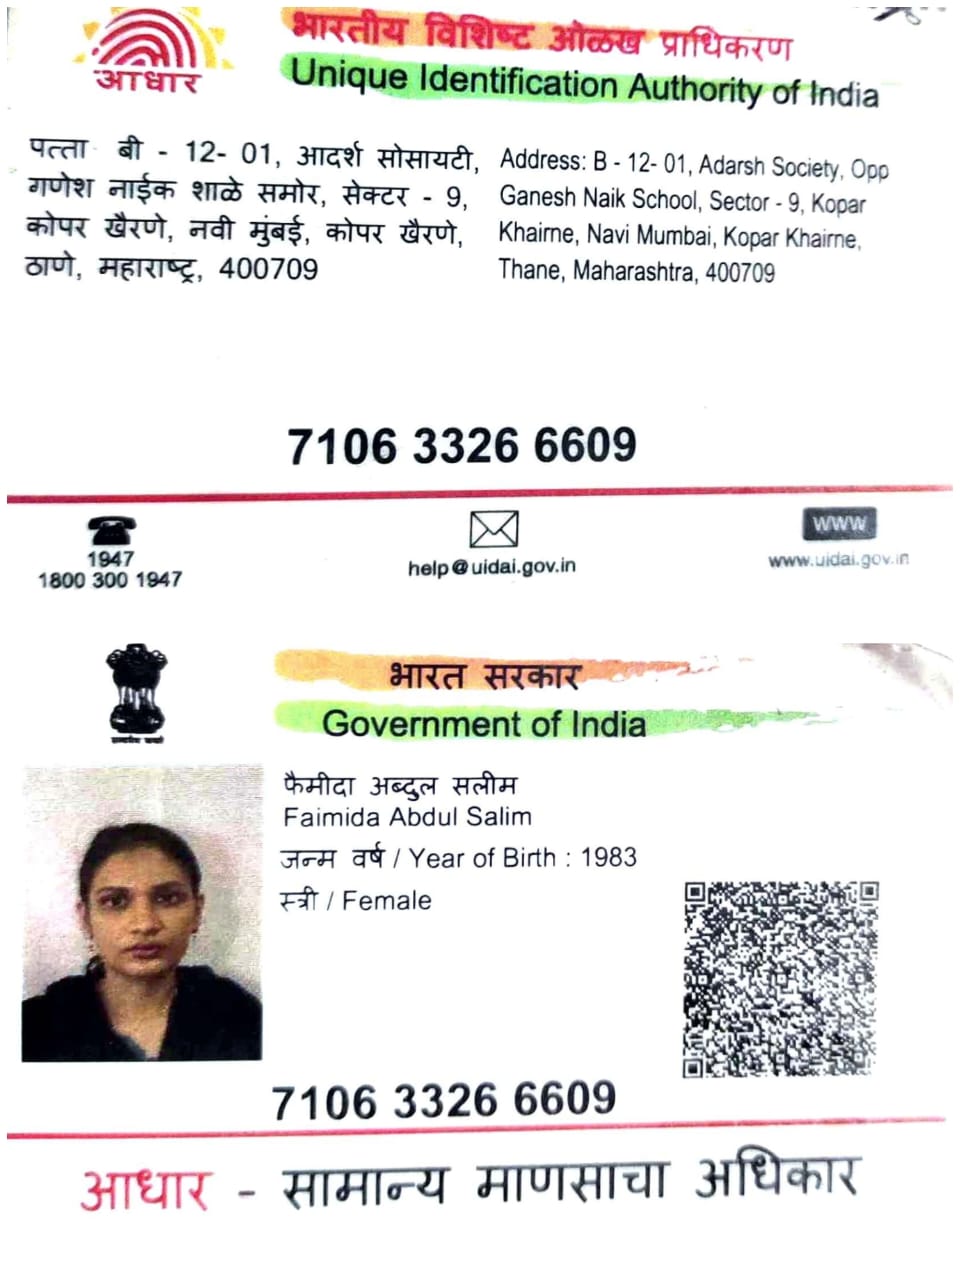 भारतीय विशिष्ट ओळख प्राधिकरण
आधार
Unique Identification Authority of India
पत्ता बी - 12- 01, आदर्श सोसायटी,
गणेश नाईक शाळे समोर, सेक्टर - 9,
कोपर खैरणे, नवी मुंबई, कोपर खैरणे,
ठाणे, महाराष्ट्र, 400709
Address: B - 12- 01, Adarsh Society, Opp
Ganesh Naik School, Sector - 9, Kopar
Khairne, Navi Mumbai, Kopar Khairne,
Thane, Maharashtra, 400709
7106 3326 6609
1947
1800 300 1947
help@uidai.gov.in
www
www.uidai.gov.in
भारत सरकार
Government of India
फैमीदा अब्दुल सलीम
Faimida Abdul Salim
जन्म वर्ष / Year of Birth : 1983
स्त्री / Female
7106 3326 6609
आधार - सामान्य माणसाचा अधिकार